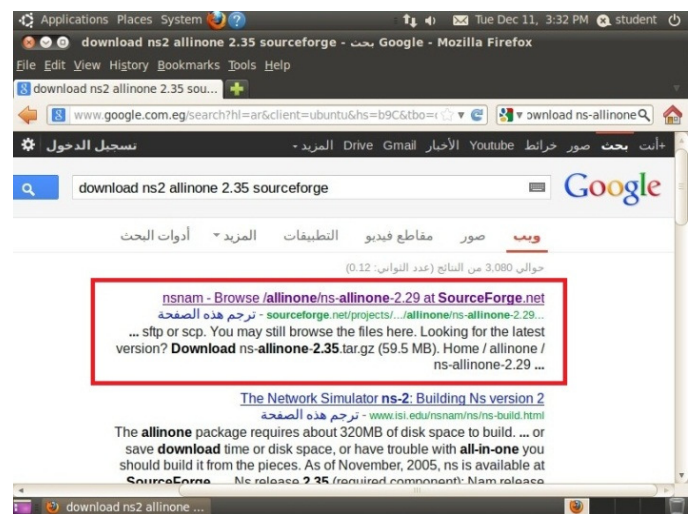 Applications Places System Tue Dec 11, 3:32 PM student
download ns2 allinone 2.35 sourceforge - بحث Google - Mozilla Firefox
File Edit View History Bookmarks Tools Help
download ns2 allinone 2.35 sou...
www.google.com.eg/search?hl=ar&client=ubuntu&hs=b9C&tbo= ownload ns-allinone
+أنت بحث صور خرائط Youtube الأخبار Drive Gmail المزيد تسجيل الدخول
download ns2 allinone 2.35 sourceforge Google
ويب صور مقاطع فيديو التطبيقات المزيد أدوات البحث
حوالي 3,080 من النتائج (عدد الثواني: 0.12)
nsnam - Browse /allinone/ns-allinone-2.29 at SourceForge.net
sourceforge.net/projects/.../allinone/ns-allinone-2.29... - ترجم هذه الصفحة
... sftp or scp. You may still browse the files here. Looking for the latest
version? Download ns-allinone-2.35.tar.gz (59.5 MB). Home / allinone /
ns-allinone-2.29 ...
The Network Simulator ns-2: Building Ns version 2
www.isi.edu/nsnam/ns/ns-build.html - ترجم هذه الصفحة
The allinone package requires about 320MB of disk space to build. ... or
save download time or disk space, or have trouble with all-in-one you
should build it from the pieces. As of November, 2005, ns is available at
SourceForge ... Ns release 2.35 (required component); Nam release
download ns2 allinone ...